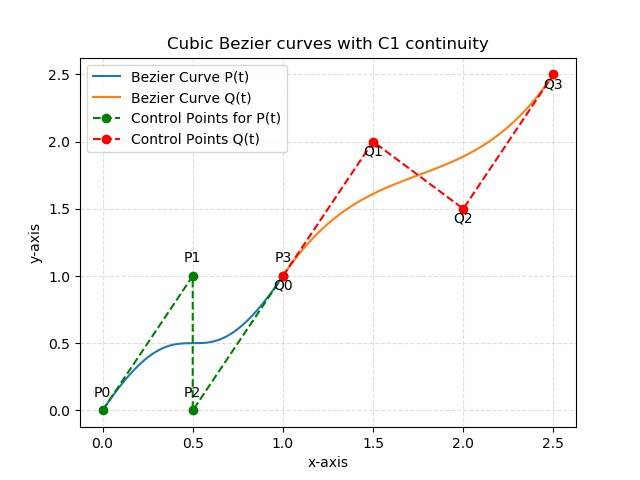 Cubic Bezier curves with C1 continuity
Bezier Curve P(t)
Bezier Curve Q(t)
Control Points for P(t)
Control Points Q(t)
2.5
2.0
1.5
1.0
0.5
0.0
y-axis
P0
P1
P2
P3
Q0
Q1
Q2
Q3
0.0
0.5
1.0
1.5
2.0
2.5
x-axis